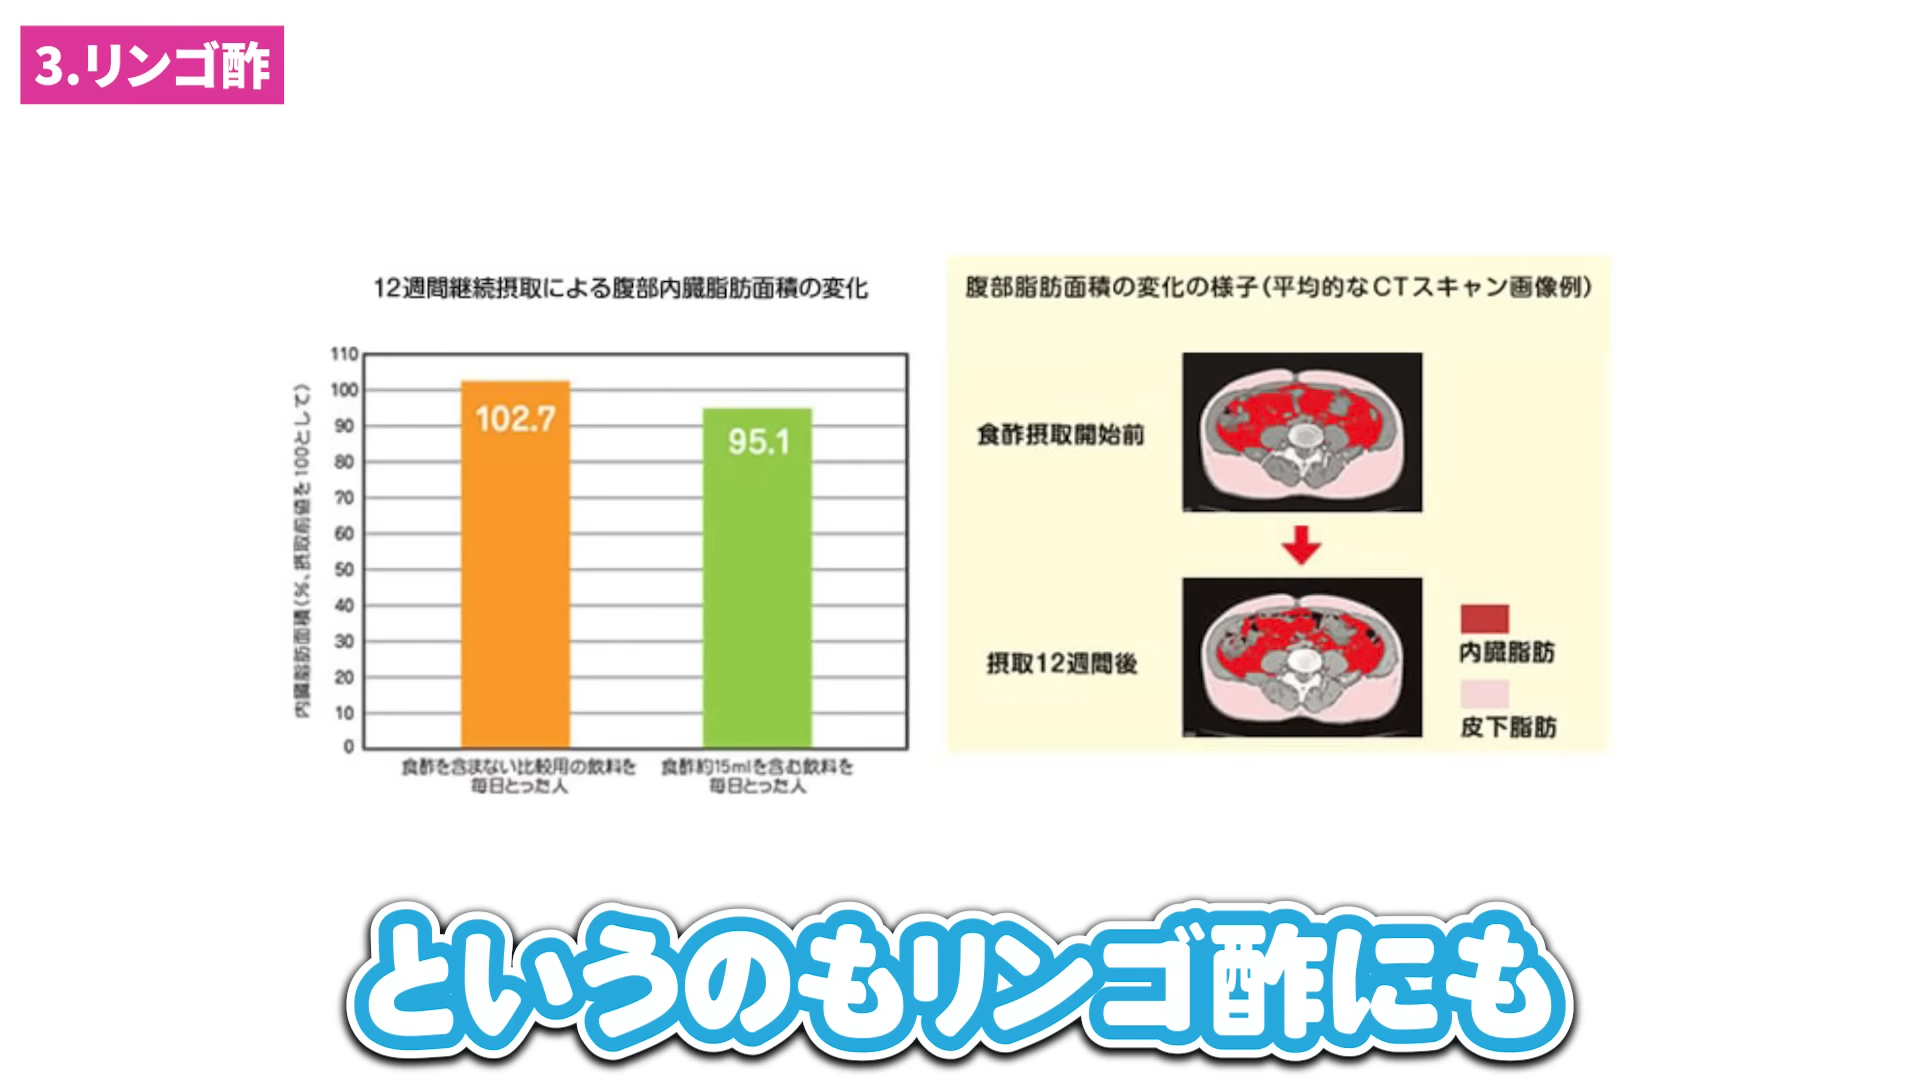 3.リンゴ酢
12週間継続摂取による腹部内臓脂肪面積の変化
内臓脂肪面積(%、摂取前値を100として)
110
100
90
80
70
60
50
40
30
20
10
0
102.7
95.1
食酢を含まない比較用の飲料を
毎日とった人
食酢約15mlを含む飲料を
毎日とった人
腹部脂肪面積の変化の様子(平均的なCTスキャン画像例)
食酢摂取開始前
摂取12週間後
内臓脂肪
皮下脂肪
というのもリンゴ酢にも